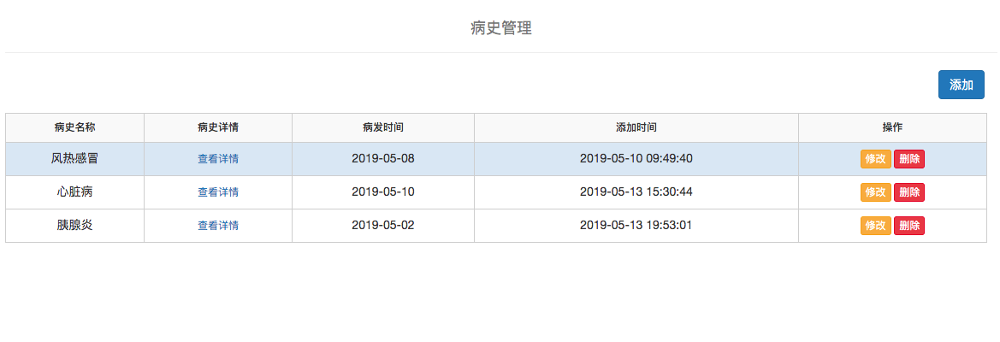 病史管理
添加
病史名称 病史详情 病发时间 添加时间 操作
风热感冒 查看详情 2019-05-08 2019-05-10 09:49:40 修改 删除
心脏病 查看详情 2019-05-10 2019-05-13 15:30:44 修改 删除
胰腺炎 查看详情 2019-05-02 2019-05-13 19:53:01 修改 删除